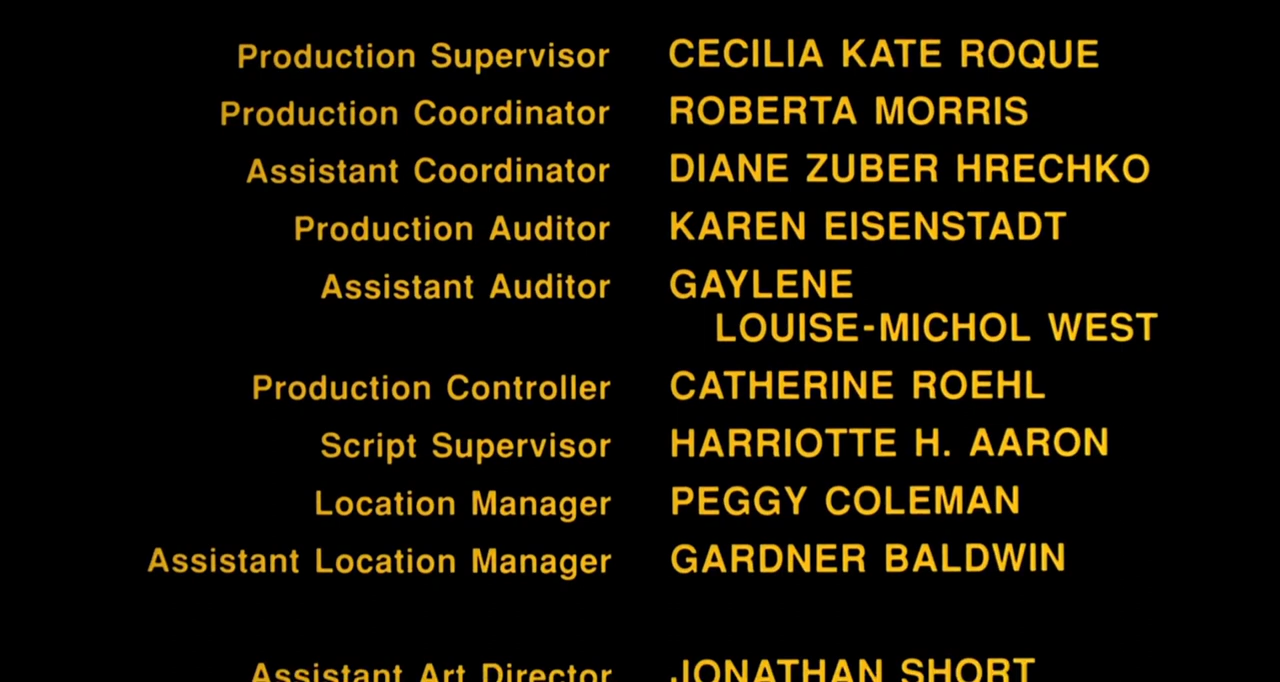 Production Supervisor CECILIA KATE ROQUE
Production Coordinator ROBERTA MORRIS
Assistant Coordinator DIANE ZUBER HRECHKO
Production Auditor KAREN EISENSTADT
Assistant Auditor GAYLENE
LOUISE-MICHOL WEST
Production Controller CATHERINE ROEHL
Script Supervisor HARRIOTTE H. AARON
Location Manager PEGGY COLEMAN
Assistant Location Manager GARDNER BALDWIN
Assistant Art Director JONATHAN SHORT